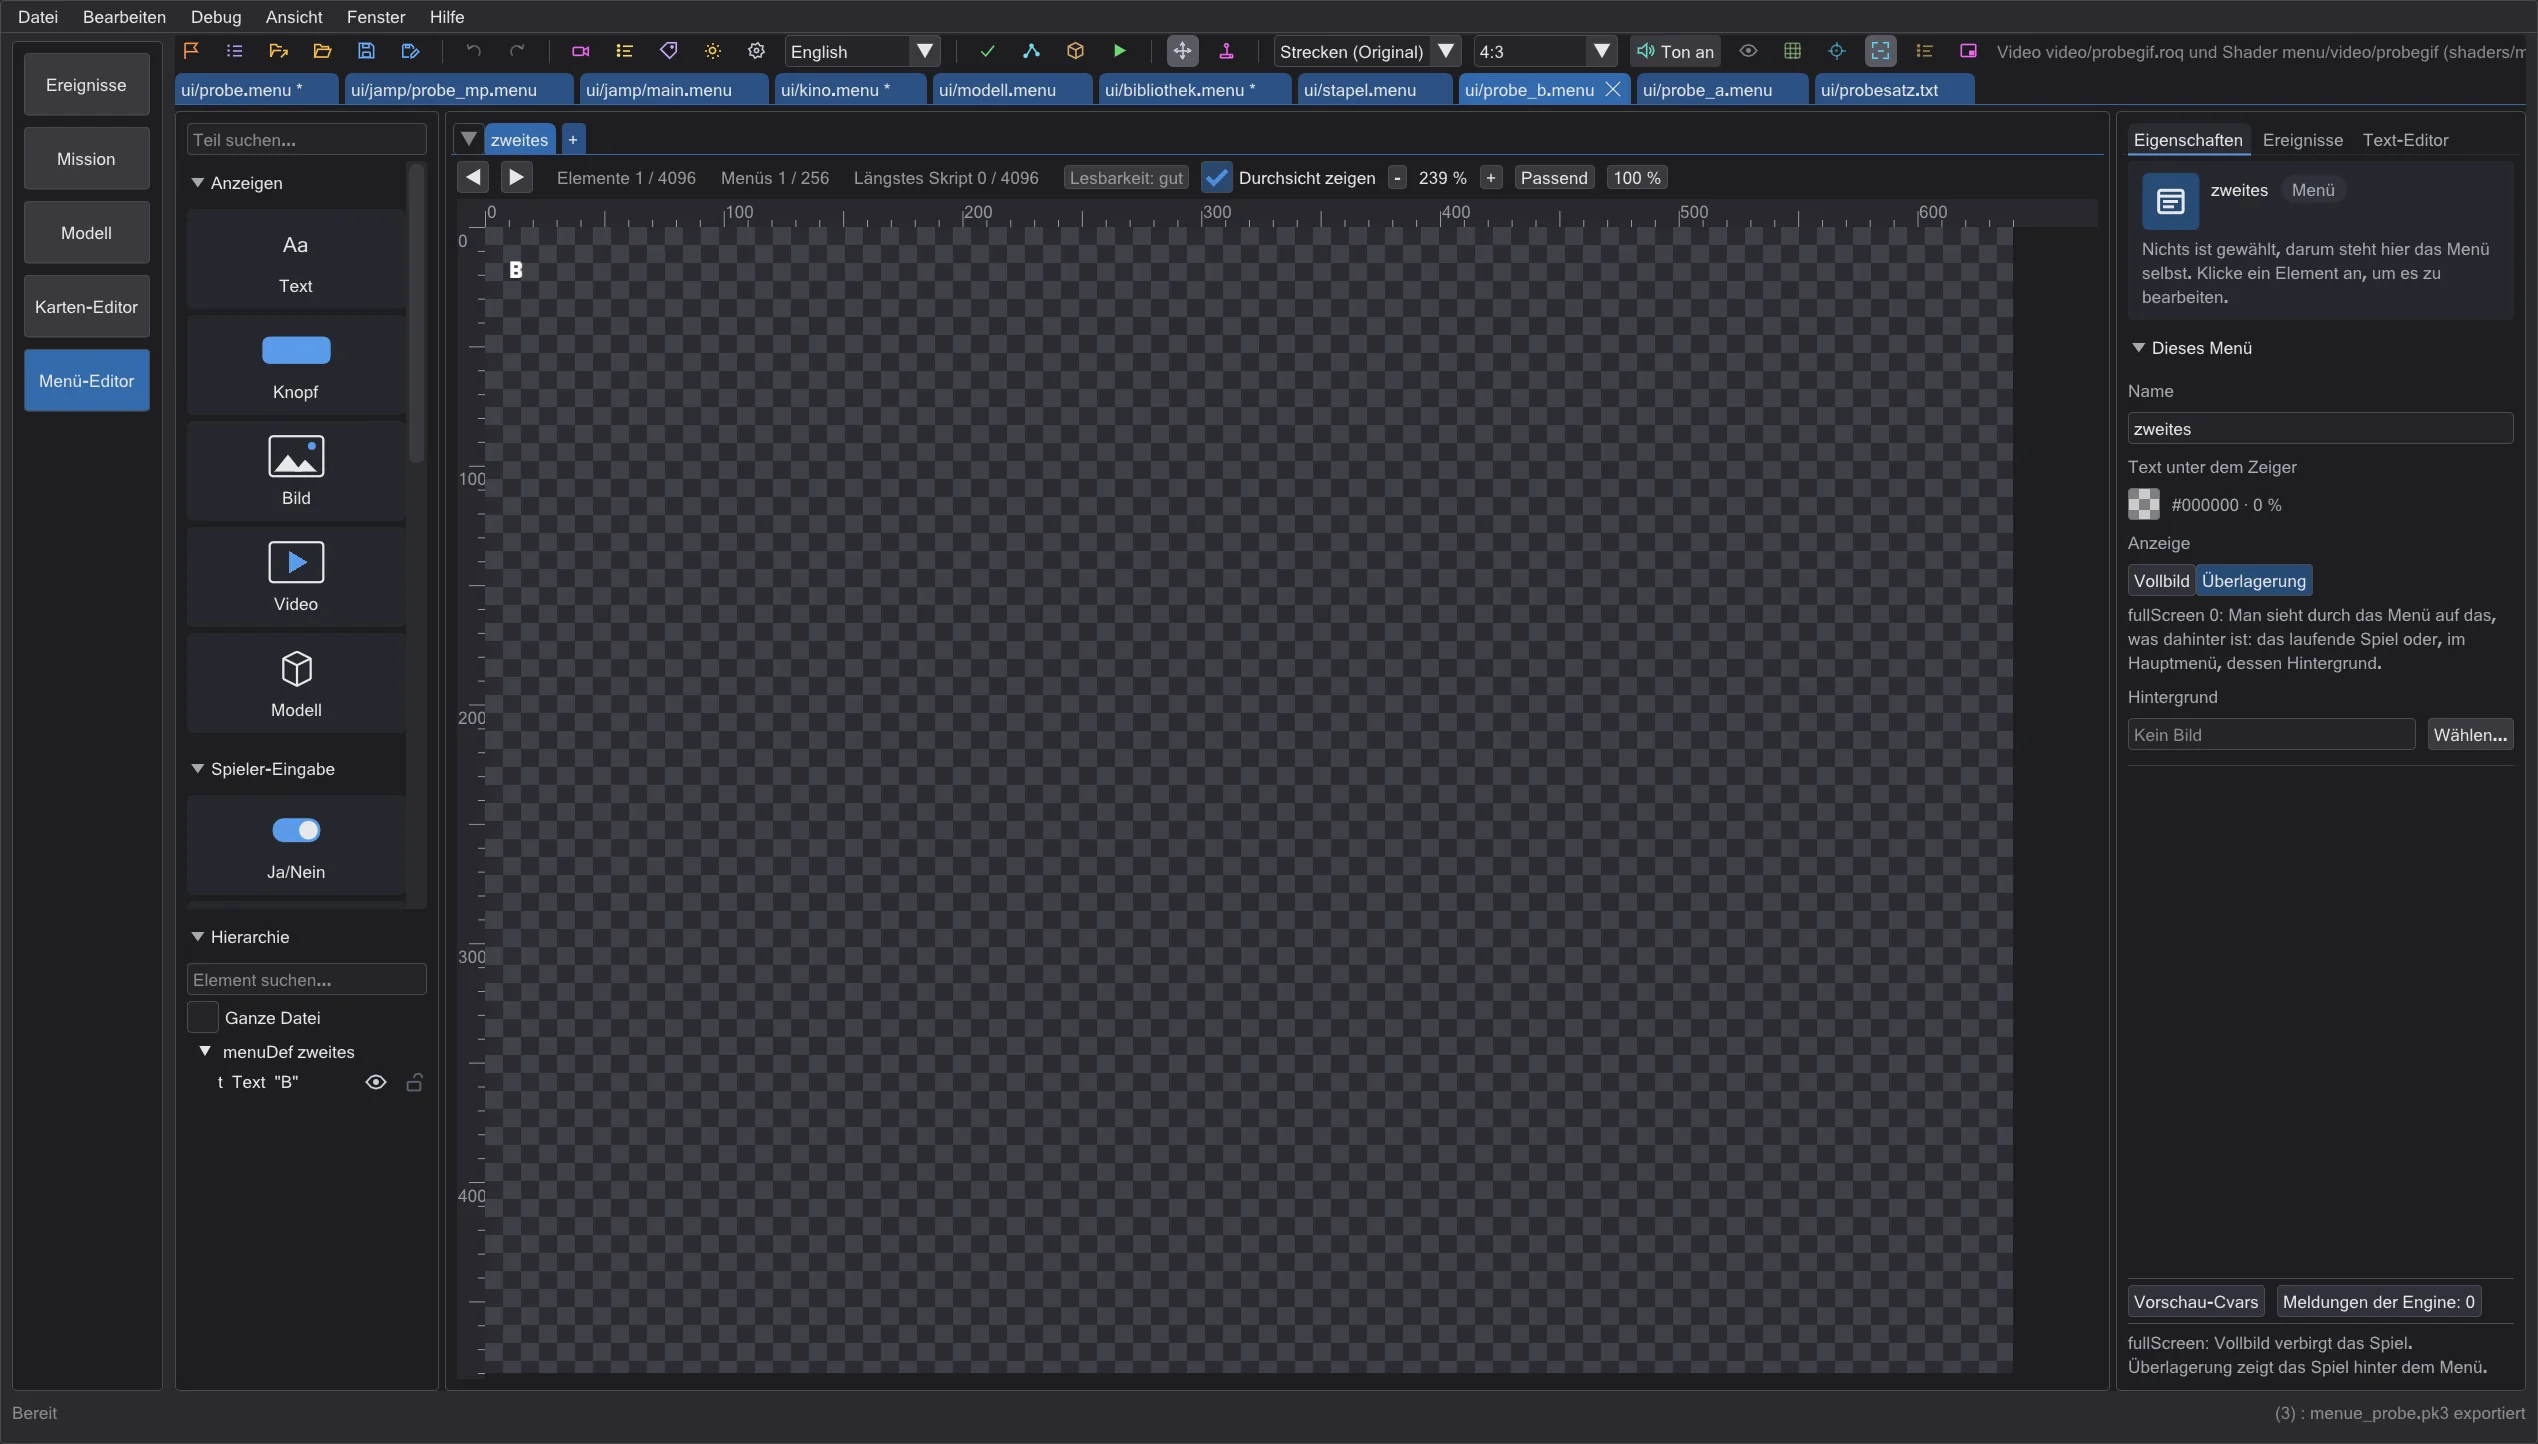 Datei Bearbeiten Debug Ansicht Fenster Hilfe
English
Strecken (Original)
4:3
Ton an
Video video/probegif.roq und Shader menu/video/probegif (shaders/m
ui/probe.menu *
ui/jamp/probe_mp.menu
ui/jamp/main.menu
ui/kino.menu *
ui/modell.menu
ui/bibliothek.menu *
ui/stapel.menu
ui/probe_b.menu
ui/probe_a.menu
ui/probesatz.txt
Ereignisse
Mission
Modell
Karten-Editor
Menü-Editor
Teil suchen...
Anzeigen
Aa
Text
Knopf
Bild
Video
Modell
Spieler-Eingabe
Ja/Nein
Hierarchie
Element suchen...
Ganze Datei
menuDef zweites
t Text "B"
zweites
+
Elemente 1 / 4096
Menüs 1 / 256
Längstes Skript 0 / 4096
Lesbarkeit: gut
Durchsicht zeigen
- 239 % +
Passend
100 %
0 100 200 300 400 500 600
0
100
200
300
400
B
Eigenschaften Ereignisse Text-Editor
zweites Menü
Nichts ist gewählt, darum steht hier das Menü
selbst. Klicke ein Element an, um es zu
bearbeiten.
Dieses Menü
Name
zweites
Text unter dem Zeiger
#000000 · 0 %
Anzeige
Vollbild Überlagerung
fullScreen 0: Man sieht durch das Menü auf das,
was dahinter ist: das laufende Spiel oder, im
Hauptmenü, dessen Hintergrund.
Hintergrund
Kein Bild
Wählen...
Vorschau-Cvars
Meldungen der Engine: 0
fullScreen: Vollbild verbirgt das Spiel.
Überlagerung zeigt das Spiel hinter dem Menü.
Bereit
(3) : menue_probe.pk3 exportiert